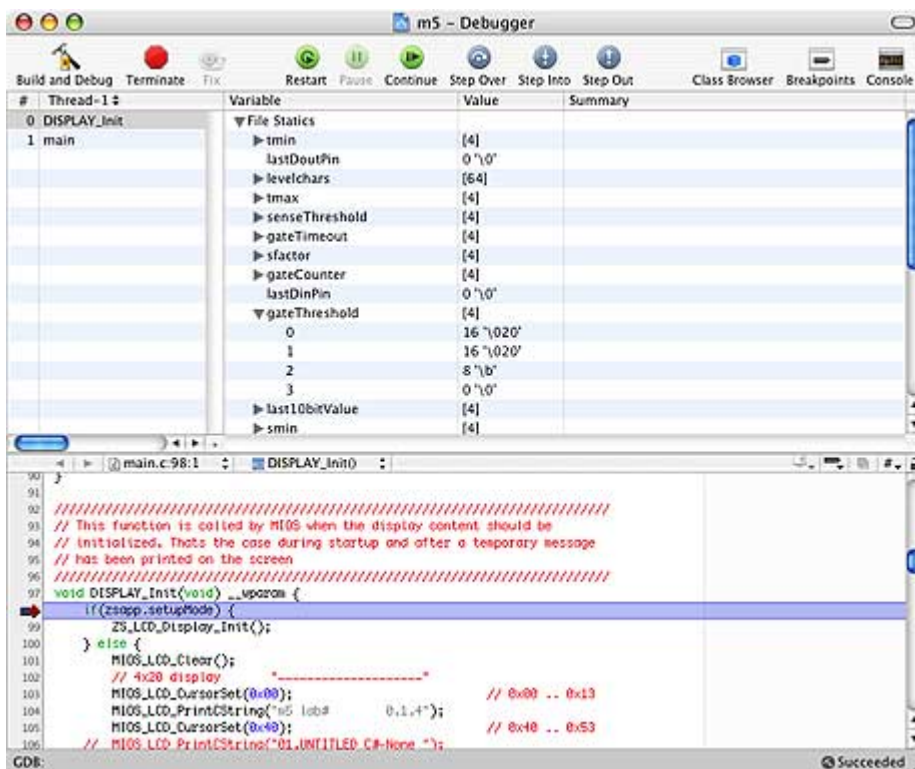 m5 – Debugger
Build and Debug Terminate Fix Restart Pause Continue Step Over Step Into Step Out Class Browser Breakpoints Console
# Thread-1 Variable Value Summary
0 DISPLAY_Init File Statics
1 main tmin [4]
lastDoutPin 0 '\0'
levelchars [64]
tmax [4]
senseThreshold [4]
gateTimeout [4]
sfactor [4]
gateCounter [4]
lastDinPin 0 '\0'
gateThreshold [4]
0 16 '\020'
1 16 '\020'
2 8 '\b'
3 0 '\0'
last10bitValue [4]
smin [4]
main.c:98:1 DISPLAY_Init() #
90 }
91
92 /////////////////////////////////////////////////////////////////////////////
93 // This function is called by MIOS when the display content should be
94 // initialized. Thats the case during startup and after a temporary message
95 // has been printed on the screen
96 /////////////////////////////////////////////////////////////////////////////
97 void DISPLAY_Init(void) __wparam {
if(zsapp.setupMode) {
99 ZS_LCD_Display_Init();
100 } else {
101 MIOS_LCD_Clear();
102 // 4x20 display "--------------------"
103 MIOS_LCD_CursorSet(0x00); // 0x00 .. 0x13
104 MIOS_LCD_PrintCString("m5 lab# 0.1.4");
105 MIOS_LCD_CursorSet(0x40); // 0x40 .. 0x53
106 // MIOS_LCD_PrintCString("01.UNTITLED C#-None ");
GDB: Succeeded